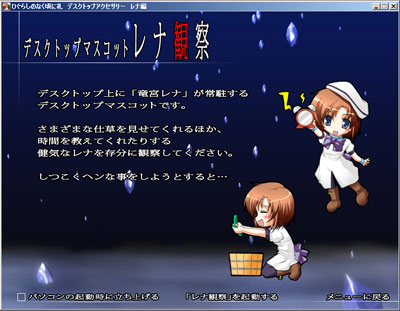 ひぐらしのなく頃に礼 デスクトップアクセサリー レナ編
デスクトップマスコットレナ観察
デスクトップ上に「竜宮レナ」が常駐する
デスクトップマスコットです。
さまざまな仕草を見せてくれるほか、
時間を教えてくれたりする
健気なレナを存分に観察してください。
しつこくヘンな事をしようとすると…
パソコンの起動時に立ち上げる
「レナ観察」を起動する
メニューに戻る